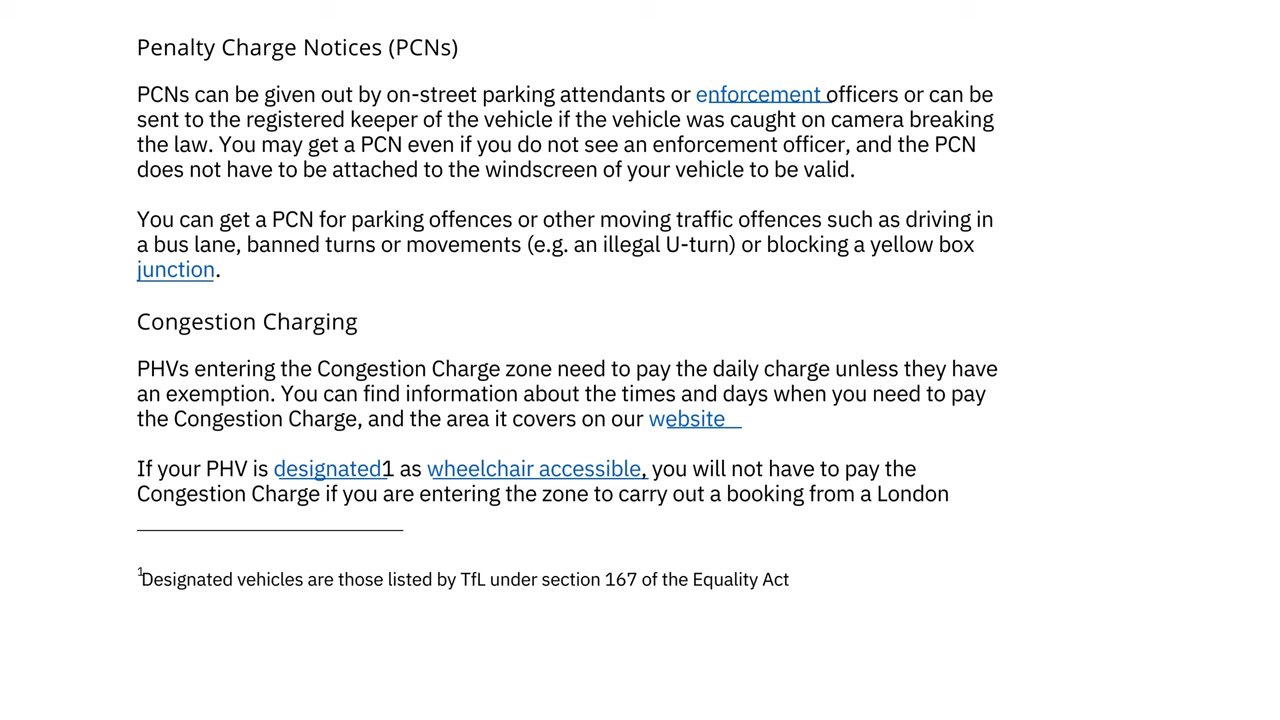 Penalty Charge Notices (PCNs)
PCNs can be given out by on-street parking attendants or enforcement officers or can be
sent to the registered keeper of the vehicle if the vehicle was caught on camera breaking
the law. You may get a PCN even if you do not see an enforcement officer, and the PCN
does not have to be attached to the windscreen of your vehicle to be valid.
You can get a PCN for parking offences or other moving traffic offences such as driving in
a bus lane, banned turns or movements (e.g. an illegal U-turn) or blocking a yellow box
junction.
Congestion Charging
PHVs entering the Congestion Charge zone need to pay the daily charge unless they have
an exemption. You can find information about the times and days when you need to pay
the Congestion Charge, and the area it covers on our website
If your PHV is designated1 as wheelchair accessible, you will not have to pay the
Congestion Charge if you are entering the zone to carry out a booking from a London
1Designated vehicles are those listed by TfL under section 167 of the Equality Act